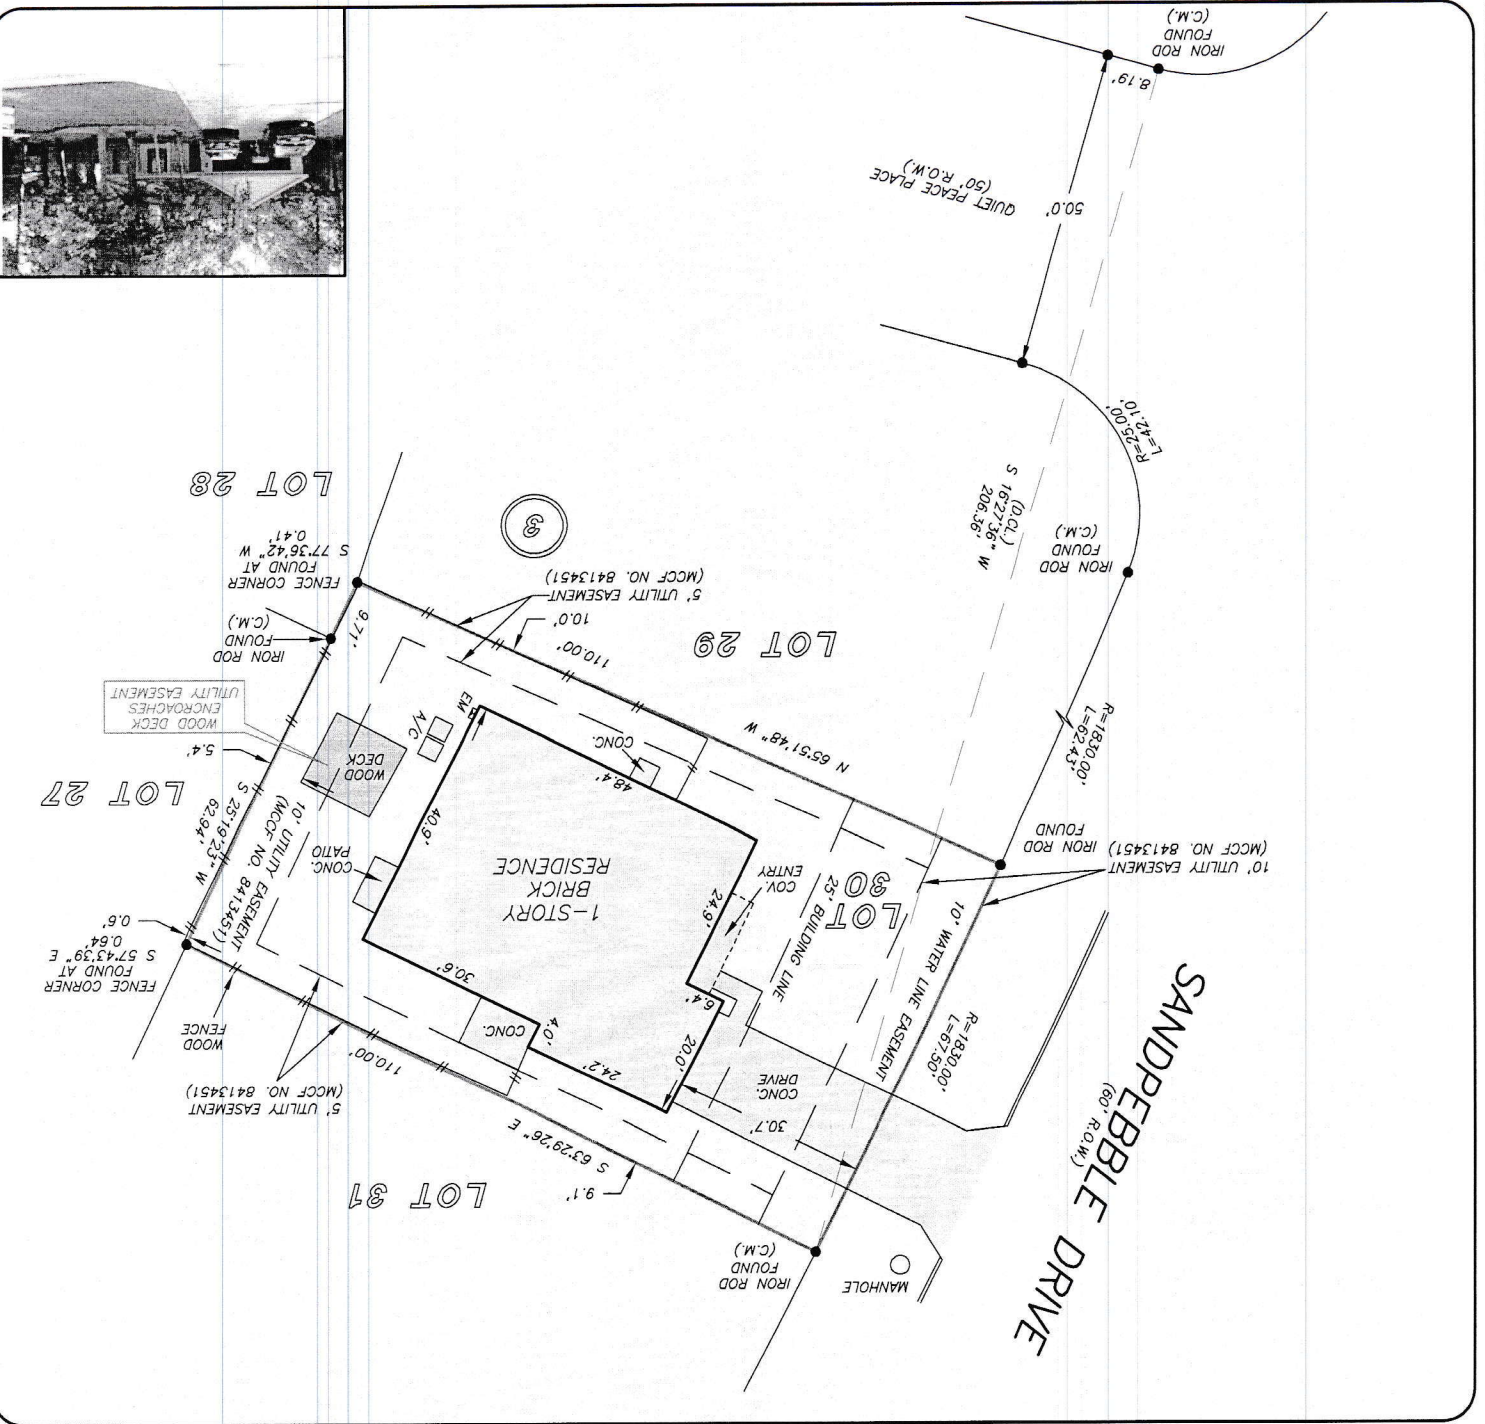 MANHOLE
IRON ROD
FOUND
(C.M.)
SANDPEBBLE DRIVE
(60' R.O.W.)
LOT 31
9.1'
S 63°29'26" E
110.00'
5' UTILITY EASEMENT
(MCCF NO. 8413451)
WOOD
FENCE
FENCE CORNER
FOUND AT
S 57°43'39" E
0.64'
0.6'
30.7'
CONC.
DRIVE
20.0'
24.2'
4.0'
CONC.
30.6'
6.4'
R=1830.00'
L=67.50'
10' WATER LINE EASEMENT
25' BUILDING LINE
LOT
30
COV.
ENTRY
24.9'
1-STORY
BRICK
RESIDENCE
CONC.
PATIO
40.9'
48.4'
CONC.
10' UTILITY EASEMENT
(MCCF NO. 8413451)
S 25°19'23" W
62.94'
LOT 27
5.4'
WOOD
DECK
A/C
EM
WOOD DECK
ENCROACHES
UTILITY EASEMENT
10' UTILITY EASEMENT
(MCCF NO. 8413451)
IRON ROD
FOUND
N 65°51'48" W
110.00'
10.0'
LOT 29
5' UTILITY EASEMENT
(MCCF NO. 8413451)
IRON ROD
FOUND
(C.M.)
9.71'
FENCE CORNER
FOUND AT
S 77°36'42" W
0.41'
3
LOT 28
R=1830.00'
L=62.43'
IRON ROD
FOUND
(C.M.)
S 16°27'36" W
(D.CL.)
206.36'
R=25.00'
L=42.10'
50.0'
QUIET PEACE PLACE
(50' R.O.W.)
8.19'
IRON ROD
FOUND
(C.M.)